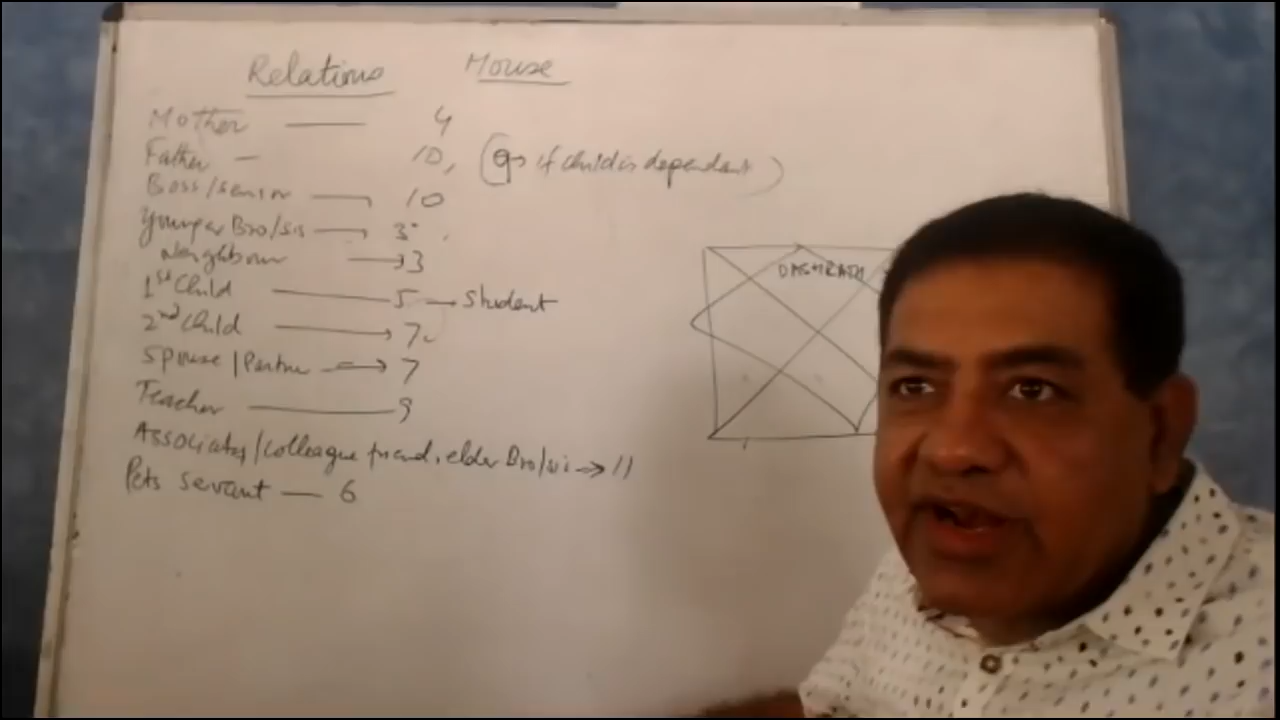 Relations House
Mother —— 4
Father — 10, (9→ if child is dependent)
Boss/senior —→ 10
Younger Bro/sis —→ 3
Neighbour —→ 3
1st Child —— 5 — student
2nd Child ——→ 7
Spouse/Partner —→ 7
Teacher —— 9
Associates/colleague friend, elder Bro/sis → 11
Pets servant — 6
DASHRATH